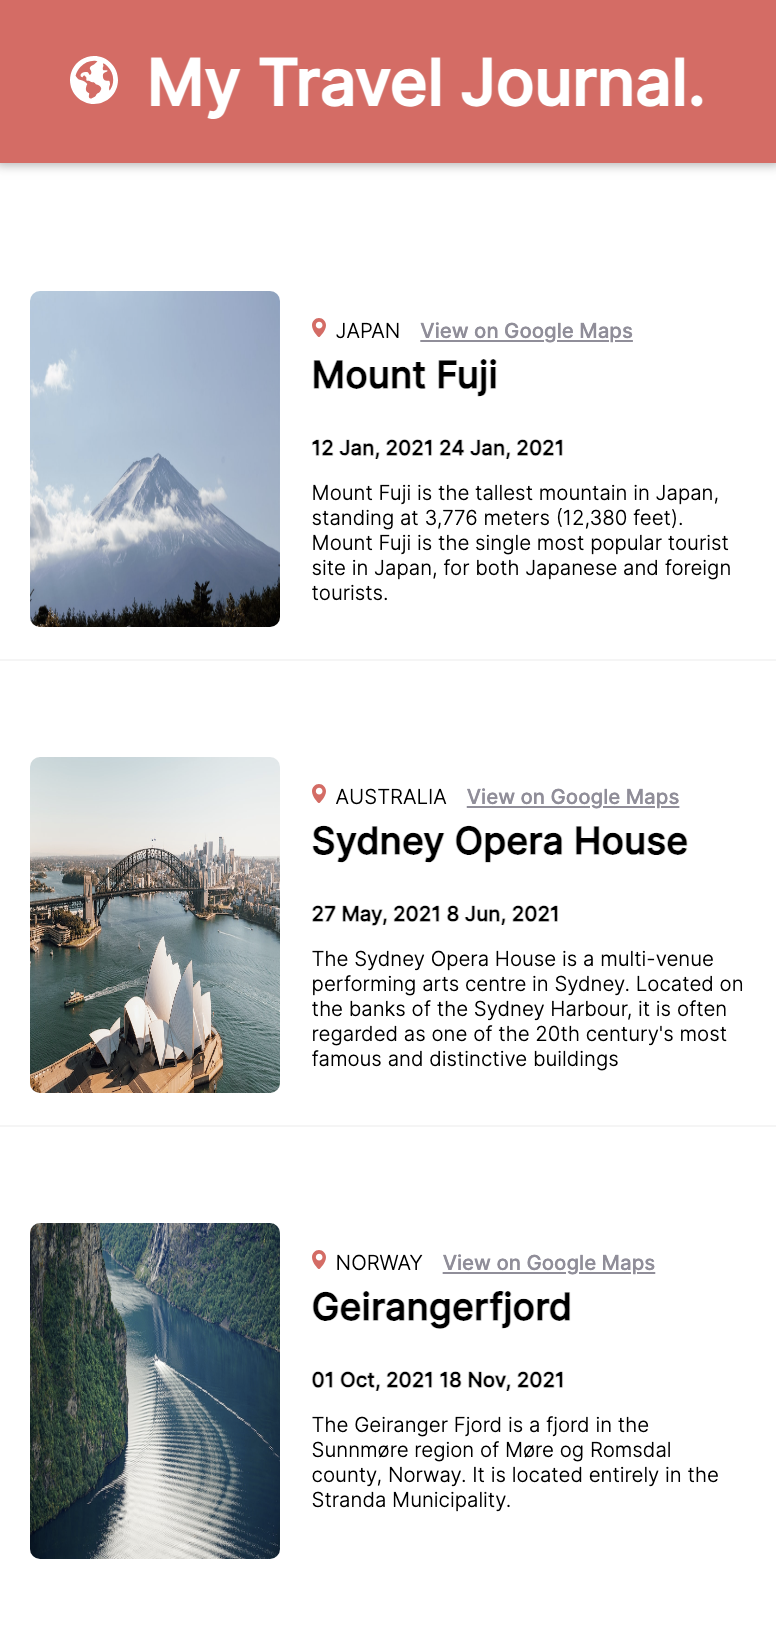 My Travel Journal.
JAPAN View on Google Maps
Mount Fuji
12 Jan, 2021 24 Jan, 2021
Mount Fuji is the tallest mountain in Japan,
standing at 3,776 meters (12,380 feet).
Mount Fuji is the single most popular tourist
site in Japan, for both Japanese and foreign
tourists.
AUSTRALIA View on Google Maps
Sydney Opera House
27 May, 2021 8 Jun, 2021
The Sydney Opera House is a multi-venue
performing arts centre in Sydney. Located on
the banks of the Sydney Harbour, it is often
regarded as one of the 20th century's most
famous and distinctive buildings
NORWAY View on Google Maps
Geirangerfjord
01 Oct, 2021 18 Nov, 2021
The Geiranger Fjord is a fjord in the
Sunnmøre region of Møre og Romsdal
county, Norway. It is located entirely in the
Stranda Municipality.